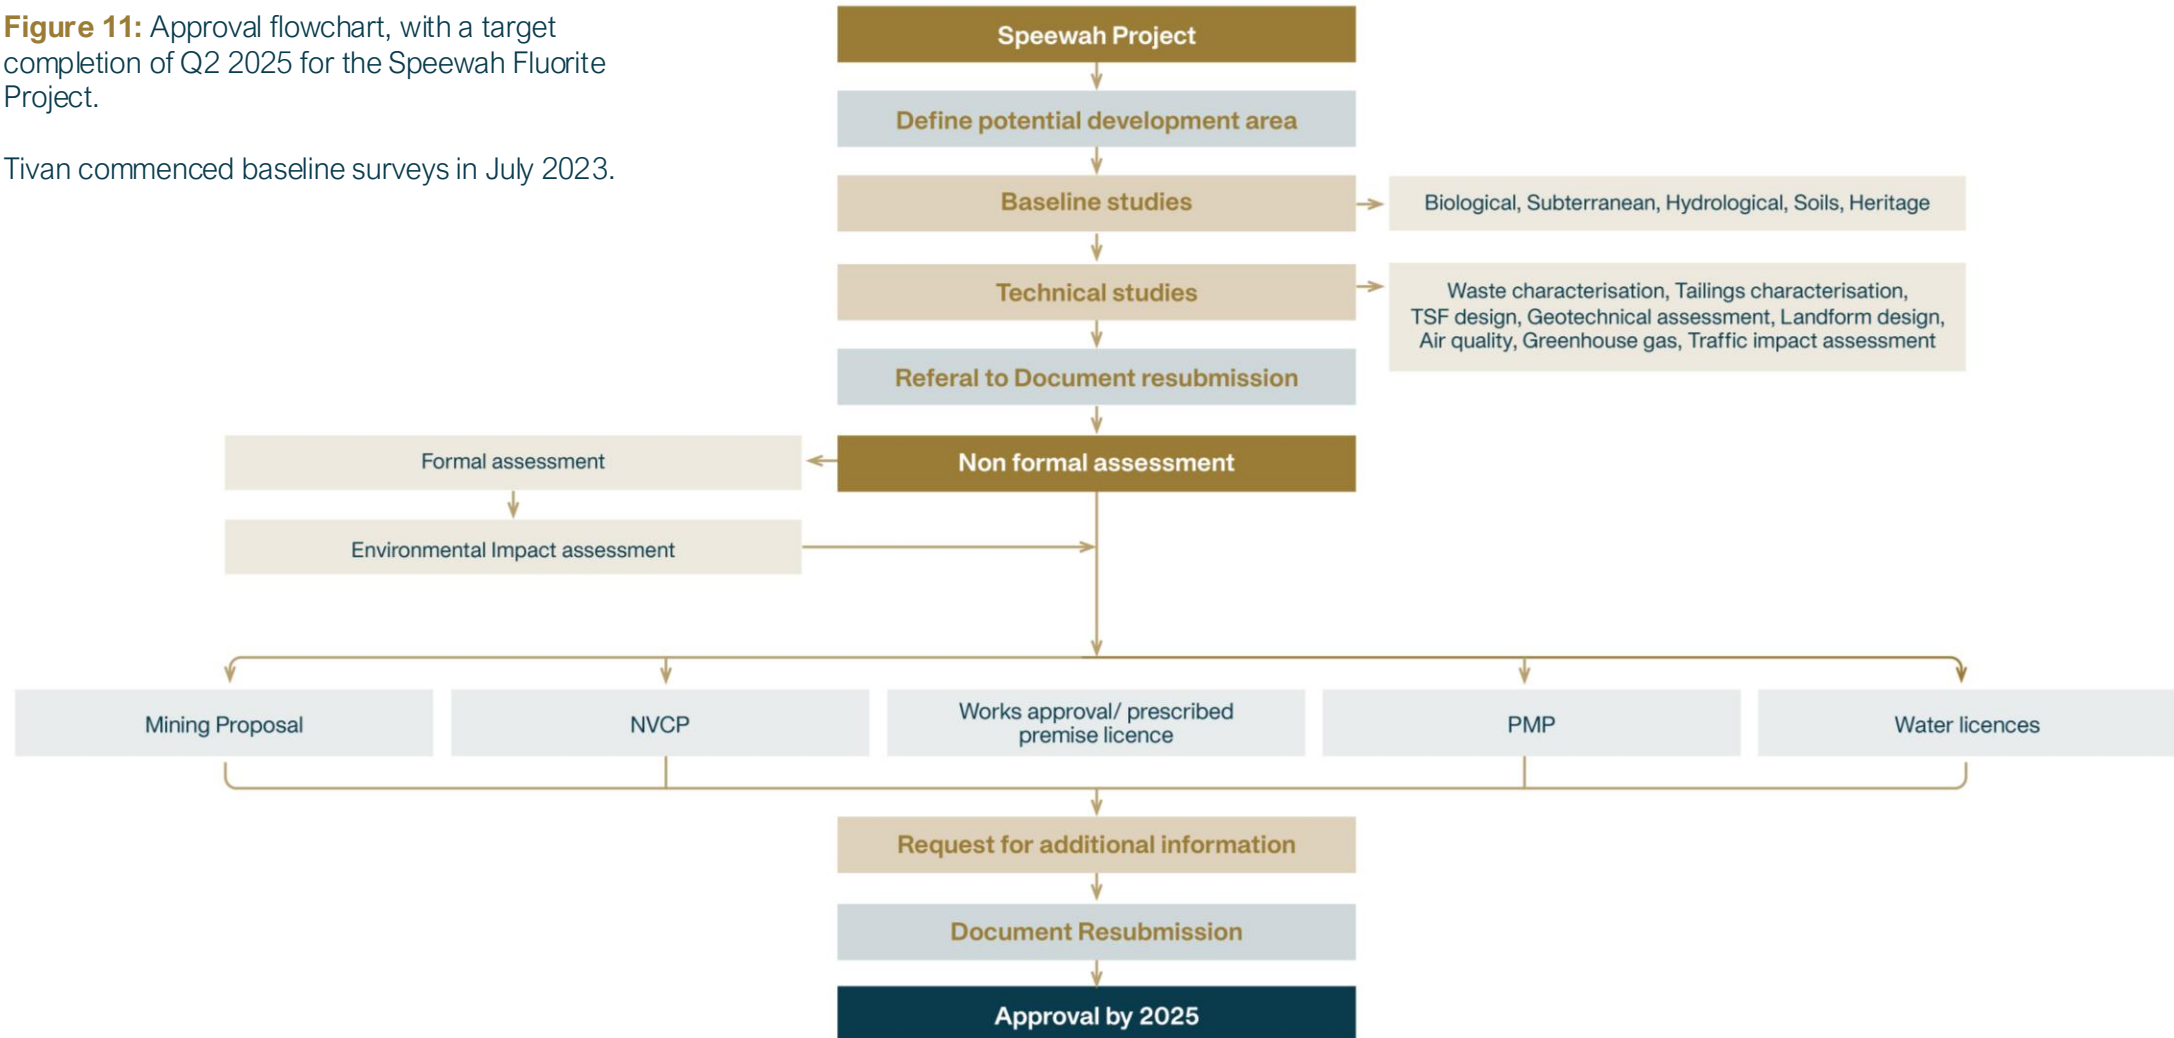 Figure 11: Approval flowchart, with a target
completion of Q2 2025 for the Speewah Fluorite
Project.
Tivan commenced baseline surveys in July 2023.
Speewah Project
Define potential development area
Baseline studies
Biological, Subterranean, Hydrological, Soils, Heritage
Technical studies
Waste characterisation, Tailings characterisation,
TSF design, Geotechnical assessment, Landform design,
Air quality, Greenhouse gas, Traffic impact assessment
Referal to Document resubmission
Formal assessment
Non formal assessment
Environmental Impact assessment
Mining Proposal
NVCP
Works approval/ prescribed
premise licence
PMP
Water licences
Request for additional information
Document Resubmission
Approval by 2025